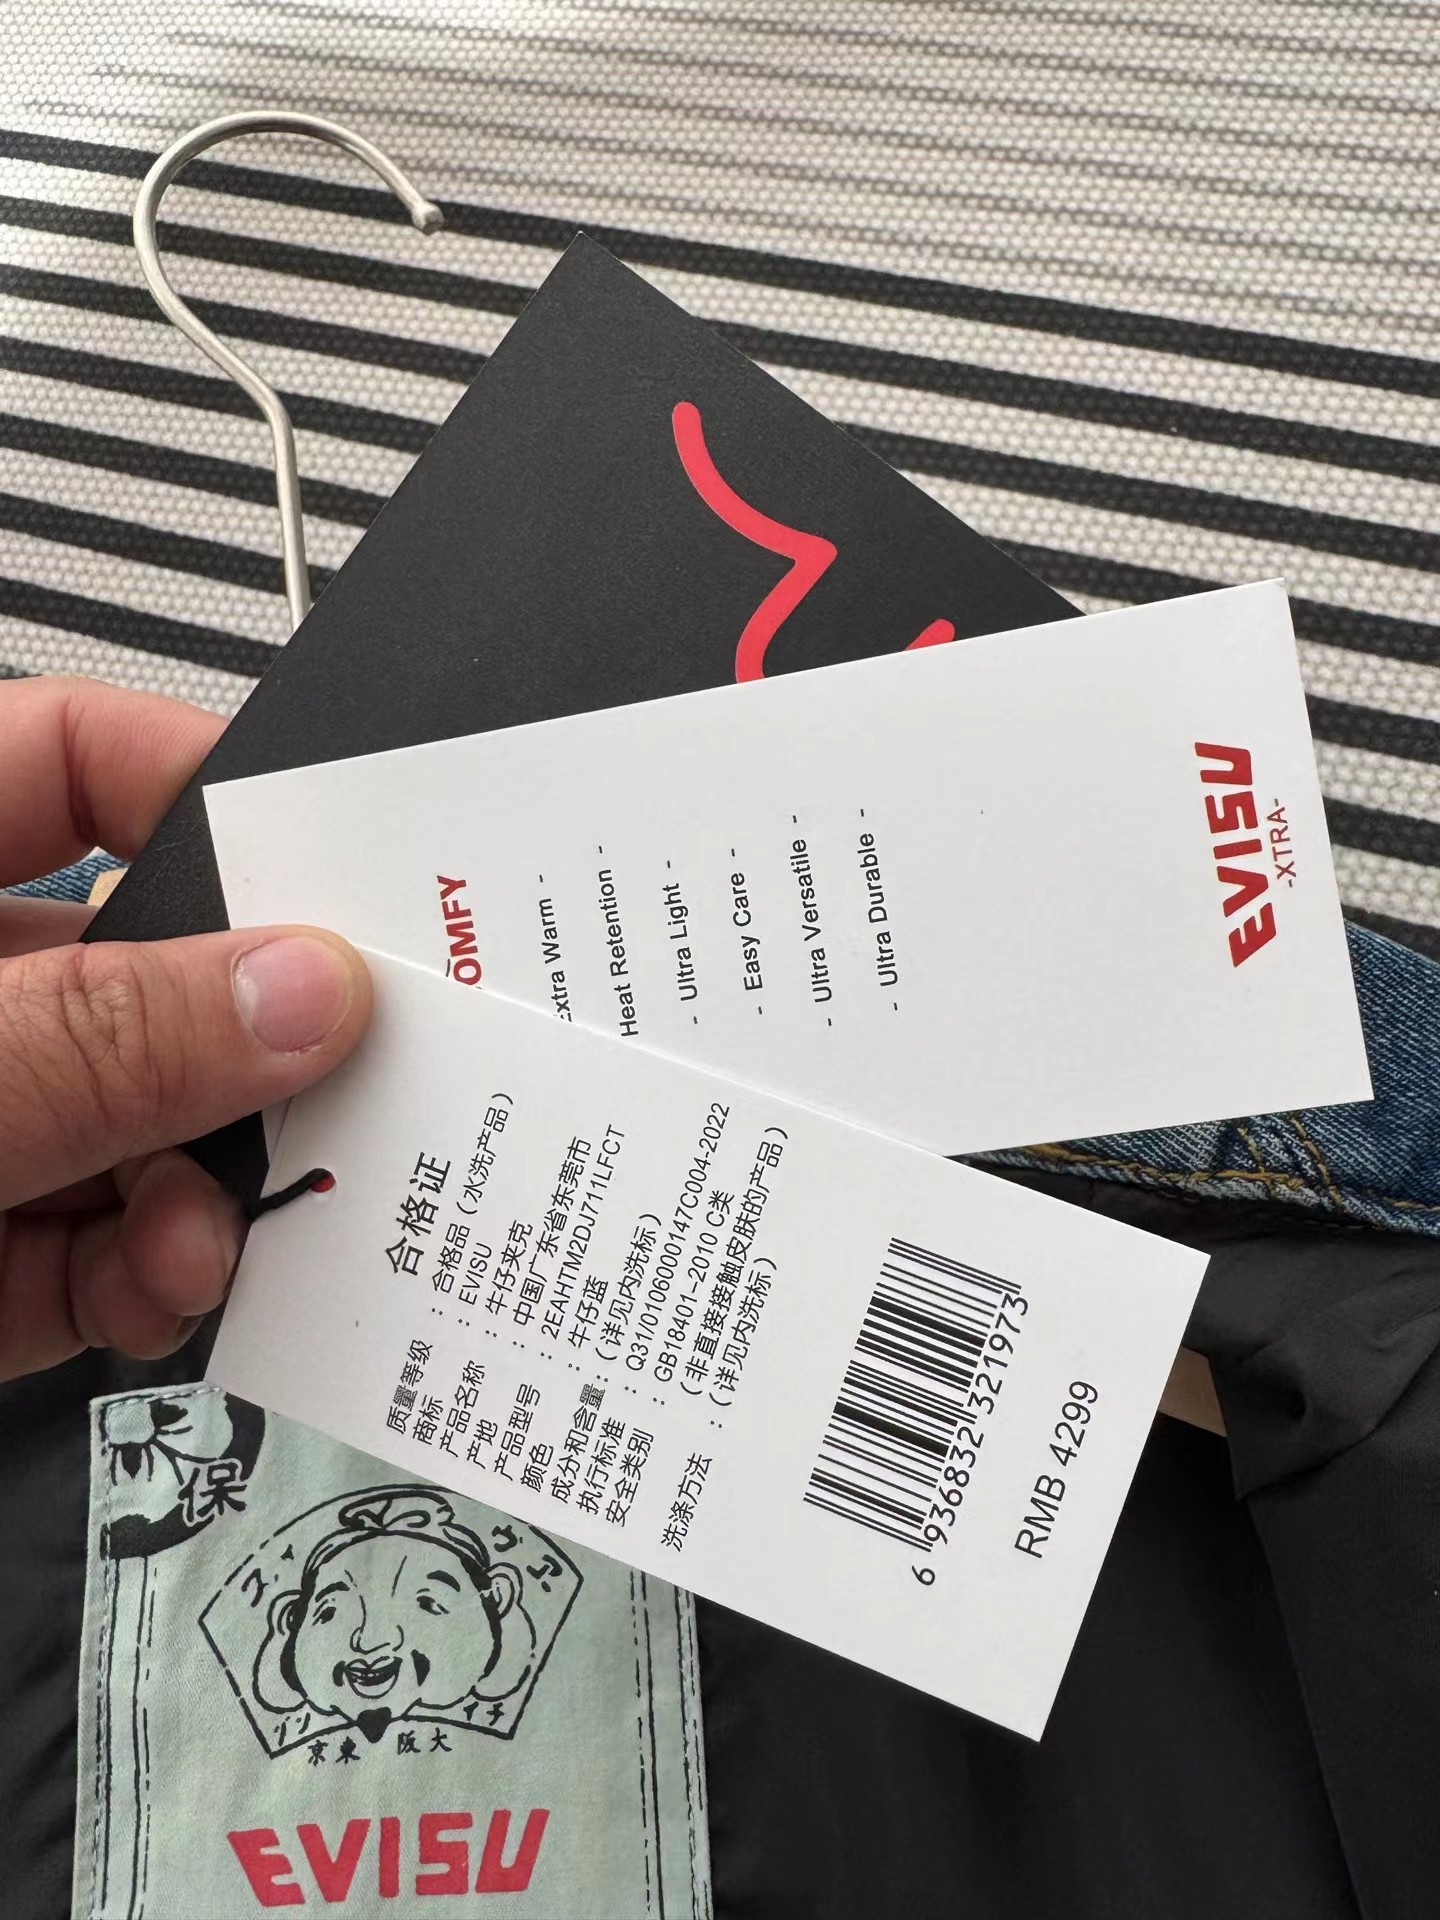 EVISU
-XTRA-
OMFY
Extra Warm -
Heat Retention -
- Ultra Light -
- Easy Care -
- Ultra Versatile -
- Ultra Durable -
合格证
质量等级 : 合格品（水洗产品）
商标 : EVISU
产品名称 : 牛仔夹克
产地 : 中国广东省东莞市
产品型号 : 2EAHTM2DJ711LFCT
颜色 : 牛仔蓝
成分和含量:（详见内洗标）
执行标准 : Q31/0106000147C004-2022
安全类别 : GB18401-2010 C类
（非直接接触皮肤的产品）
洗涤方法 :（详见内洗标）
6 936832 321973
RMB 4299
保
京東 阪大
EVISU